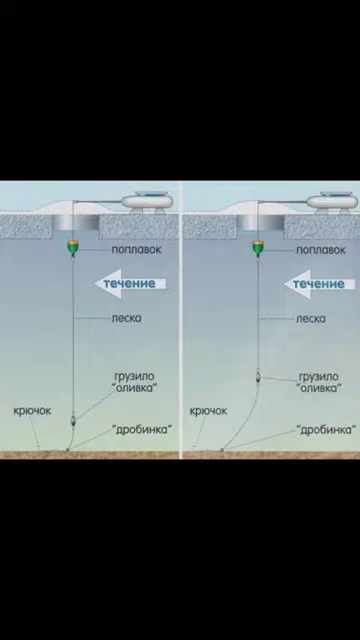 поплавок
течение
леска
грузило
"оливка"
крючок
"дробинка"
поплавок
течение
леска
грузило
"оливка"
крючок
"дробинка"